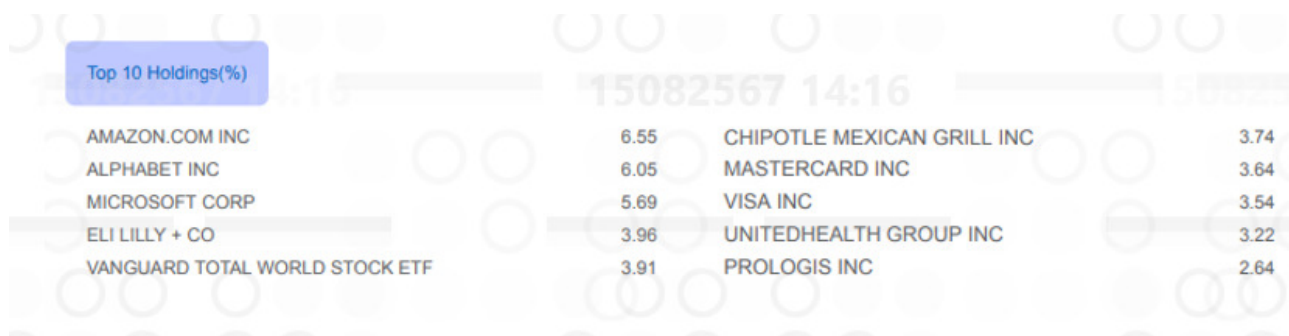 Top 10 Holdings(%)
15082567 14:16
AMAZON.COM INC 6.55 CHIPOTLE MEXICAN GRILL INC 3.74
ALPHABET INC 6.05 MASTERCARD INC 3.64
MICROSOFT CORP 5.69 VISA INC 3.54
ELI LILLY + CO 3.96 UNITEDHEALTH GROUP INC 3.22
VANGUARD TOTAL WORLD STOCK ETF 3.91 PROLOGIS INC 2.64